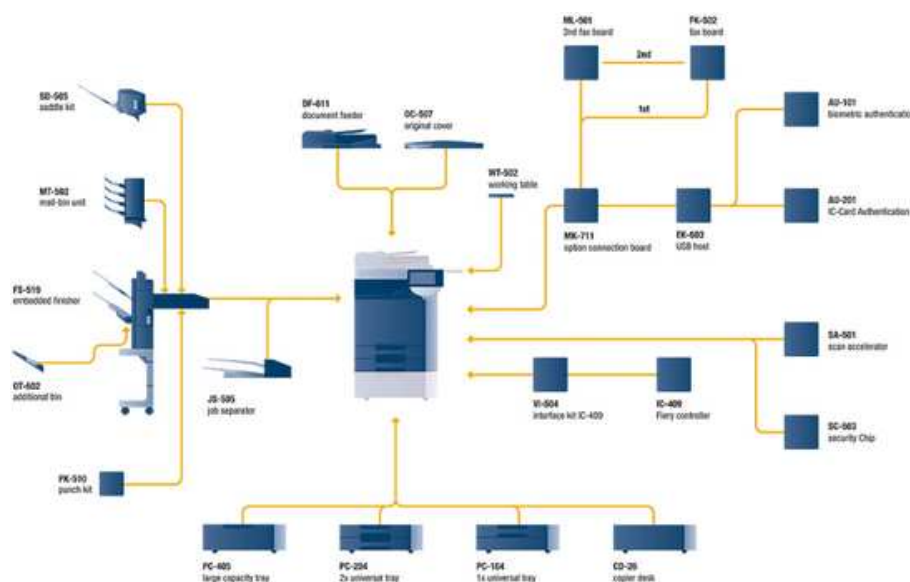 ML-501
2nd fax board
FK-502
fax board
2nd
1st
SD-505
saddle kit
DF-611
document feeder
OC-507
original cover
AU-101
biometric authenticatio
MT-502
mail-bin unit
WT-502
working table
AU-201
IC-Card Authentication
MK-711
option connection board
EK-603
USB host
FS-519
embedded finisher
SA-501
scan accelerator
OT-602
additional bin
JS-505
job separator
VI-504
interface kit IC-409
IC-409
Fiery controller
SC-503
security Chip
PK-510
punch kit
PC-405
large capacity tray
PC-204
2x universal tray
PC-104
1x universal tray
CD-26
copier desk